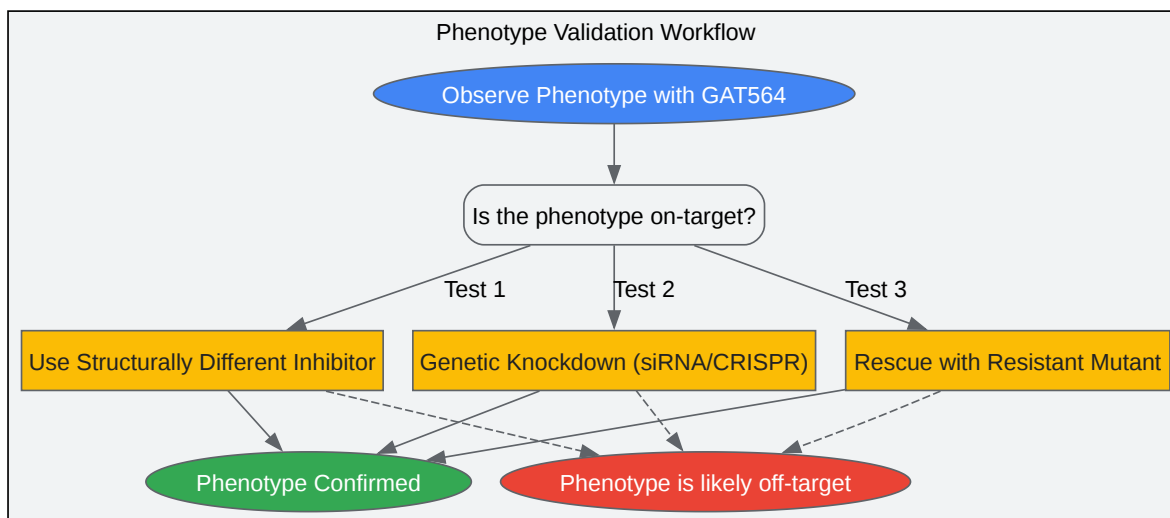 Phenotype Validation Workflow
Observe Phenotype with GAT564
Is the phenotype on-target?
Test 1
Test 2
Test 3
Use Structurally Different Inhibitor
Genetic Knockdown (siRNA/CRISPR)
Rescue with Resistant Mutant
Phenotype Confirmed
Phenotype is likely off-target